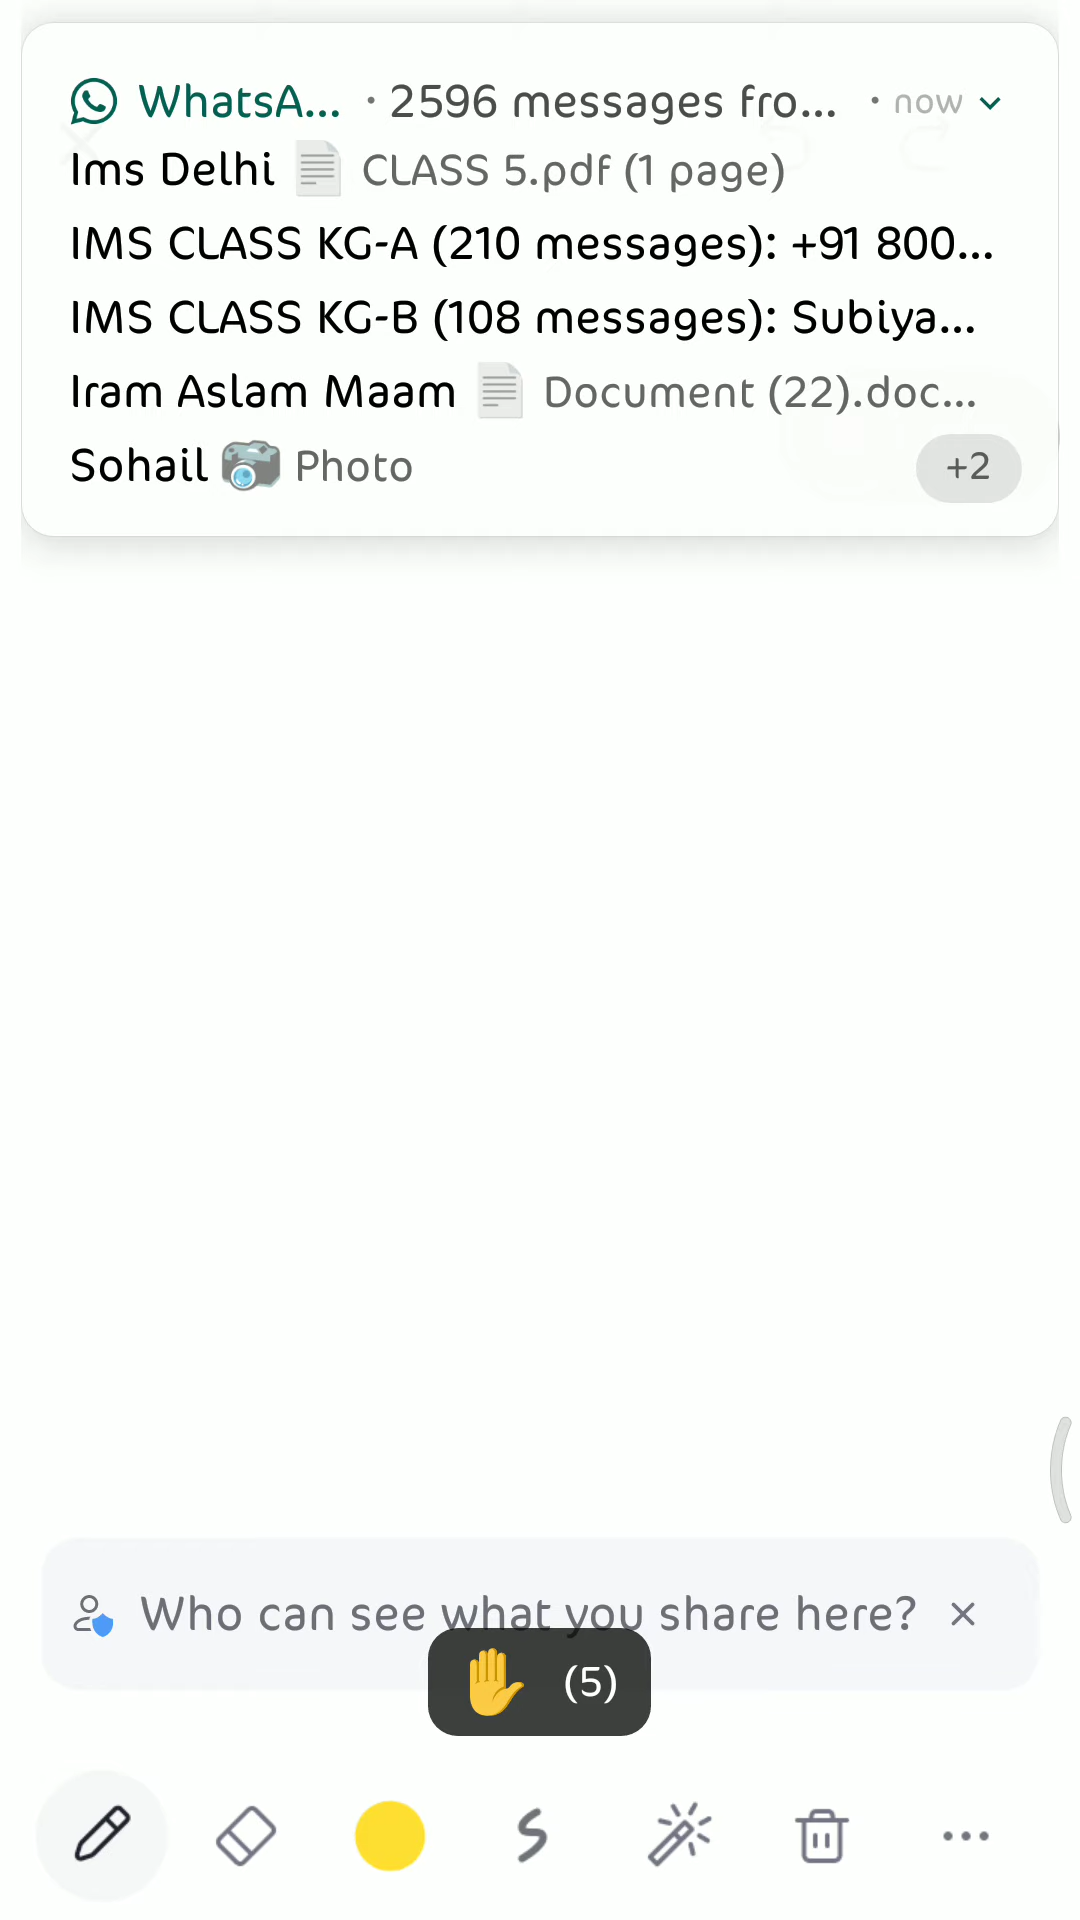 WhatsA... · 2596 messages fro... · now
Ims Delhi 📄 CLASS 5.pdf (1 page)
IMS CLASS KG-A (210 messages): +91 800...
IMS CLASS KG-B (108 messages): Subiya...
Iram Aslam Maam 📄 Document (22).doc...
Sohail 📷 Photo +2
Who can see what you share here?
✋ (5)